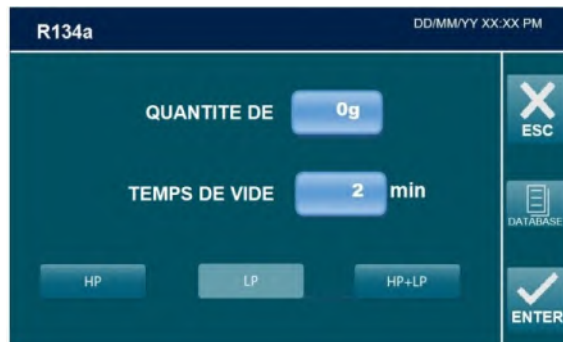 R134a
DD/MM/YY XX:XX PM
QUANTITE DE 0g
TEMPS DE VIDE 2 min
HP LP HP+LP
ESC
DATABASE
ENTER